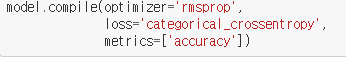 model.compile(optimizer='rmsprop',
              loss='categorical_crossentropy',
              metrics=['accuracy'])